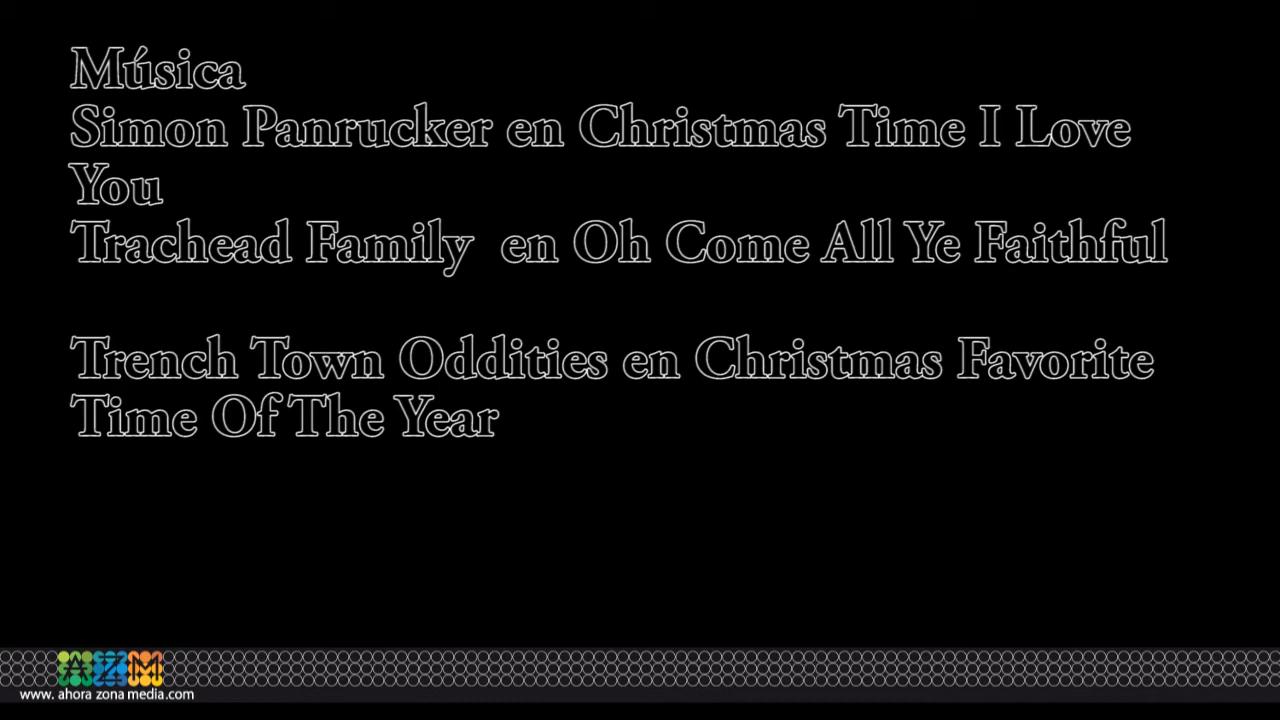 Música
Simon Panrucker en Christmas Time I Love
You
Trachead Family  en Oh Come All Ye Faithful
Trench Town Oddities en Christmas Favorite
Time Of The Year
AZM
www. ahora zona media.com